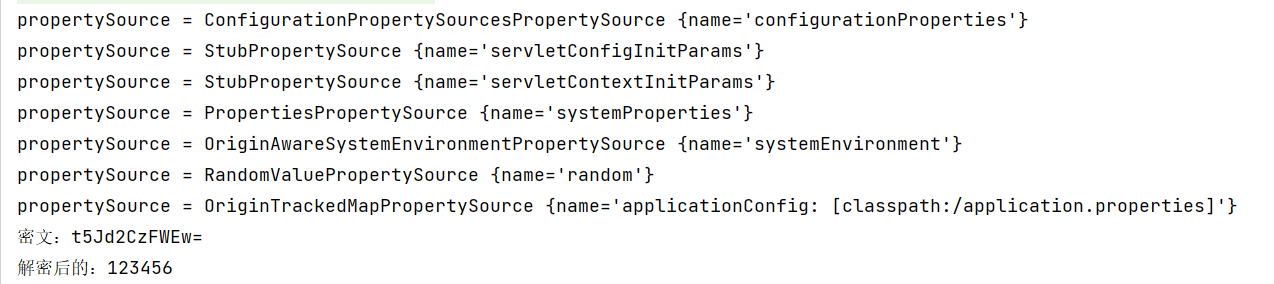 propertySource = ConfigurationPropertySourcesPropertySource {name='configurationProperties'}
propertySource = StubPropertySource {name='servletConfigInitParams'}
propertySource = StubPropertySource {name='servletContextInitParams'}
propertySource = PropertiesPropertySource {name='systemProperties'}
propertySource = OriginAwareSystemEnvironmentPropertySource {name='systemEnvironment'}
propertySource = RandomValuePropertySource {name='random'}
propertySource = OriginTrackedMapPropertySource {name='applicationConfig: [classpath:/application.properties]'}
密文：t5Jd2CzFWEw=
解密后的：123456